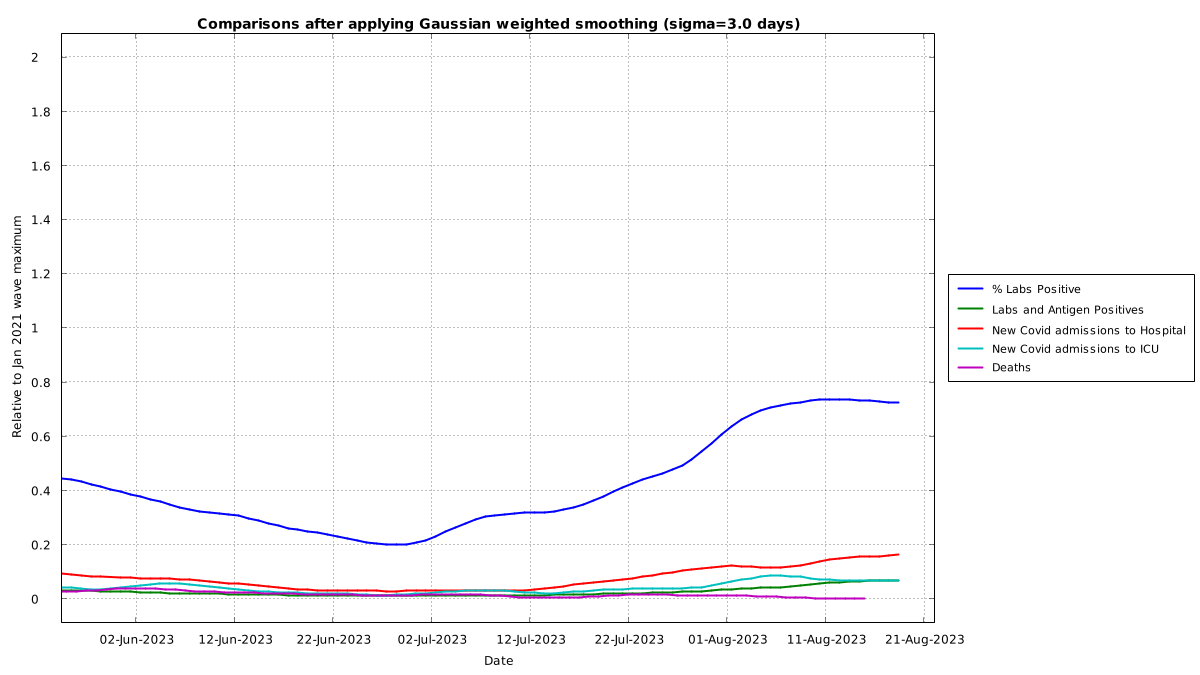 Comparisons after applying Gaussian weighted smoothing (sigma=3.0 days)
Relative to Jan 2021 wave maximum
2
1.8
1.6
1.4
1.2
1
0.8
0.6
0.4
0.2
0
02-Jun-2023 12-Jun-2023 22-Jun-2023 02-Jul-2023 12-Jul-2023 22-Jul-2023 01-Aug-2023 11-Aug-2023 21-Aug-2023
Date
% Labs Positive
Labs and Antigen Positives
New Covid admissions to Hospital
New Covid admissions to ICU
Deaths